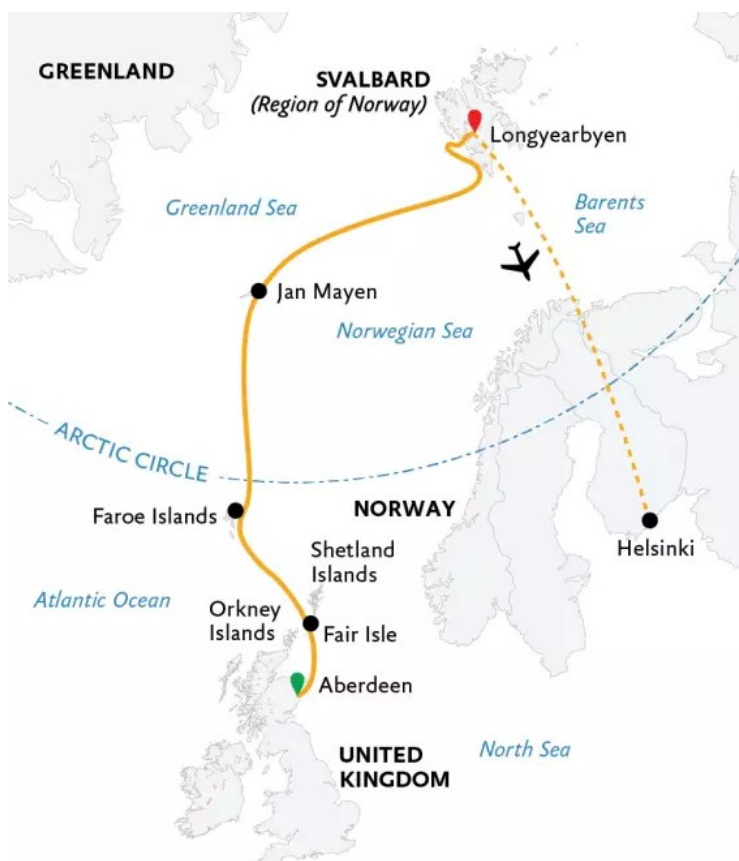 GREENLAND
SVALBARD
(Region of Norway)
Longyearbyen
Greenland Sea
Barents
Sea
Jan Mayen
Norwegian Sea
ARCTIC CIRCLE
Faroe Islands
NORWAY
Helsinki
Shetland
Islands
Atlantic Ocean
Orkney
Islands
Fair Isle
Aberdeen
UNITED
KINGDOM
North Sea